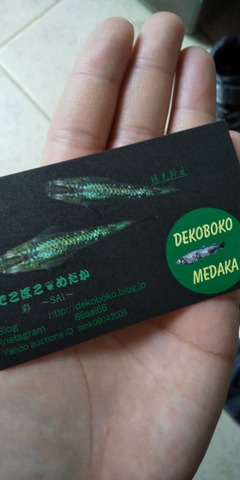 DEKOBOKO
MEDAKA
でこぼこ めだか
彩 ~SAI~
Blog http://dekoboko.blog.jp
Instagram 66sai66
Yahoo auctions ID